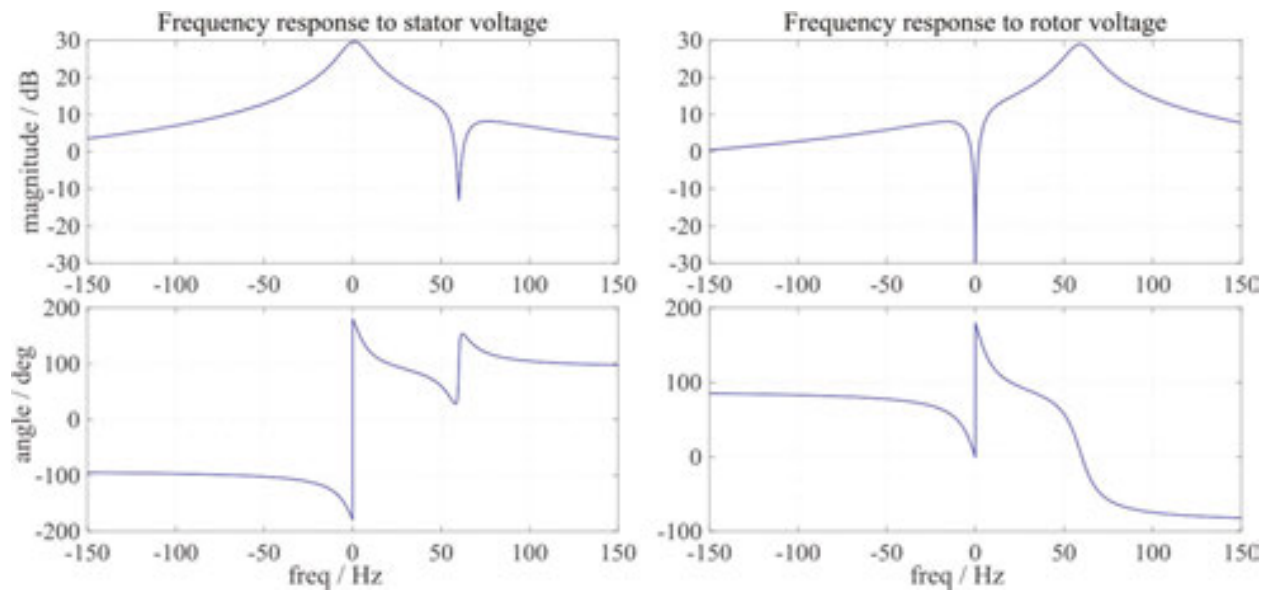 Frequency response to stator voltage
30
20
10
0
-10
-20
-30
magnitude / dB
-150 -100 -50 0 50 100 150
200
100
0
-100
-200
angle / deg
-150 -100 -50 0 50 100 150
freq / Hz
Frequency response to rotor voltage
30
20
10
0
-10
-20
-30
-150 -100 -50 0 50 100 150
200
100
0
-100
-150 -100 -50 0 50 100 150
freq / Hz